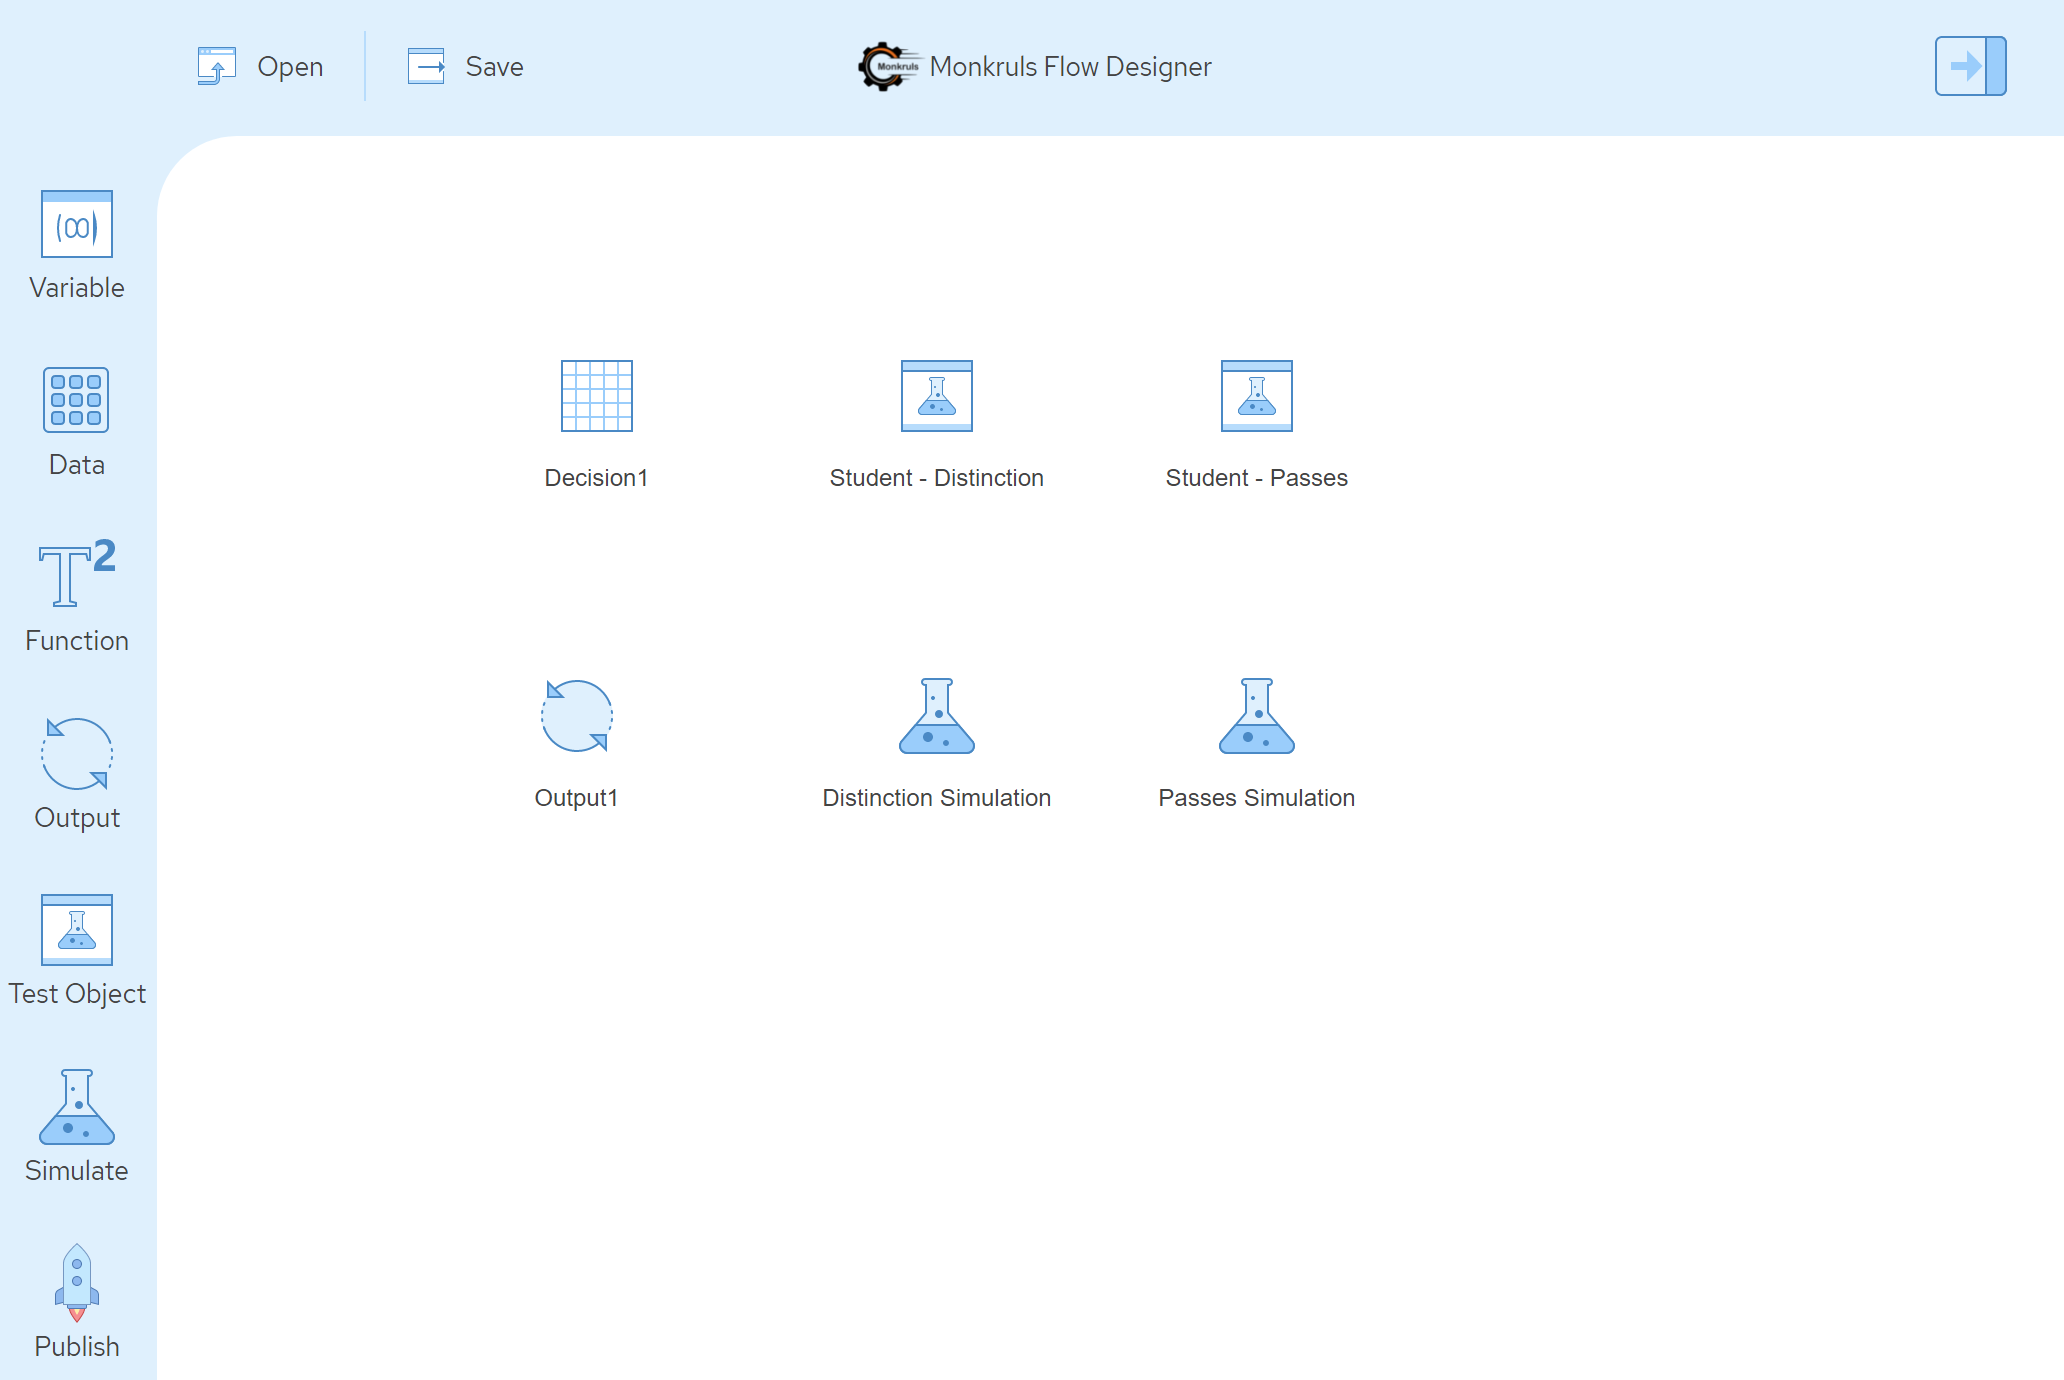 Open
Save
Monkruls
Monkruls Flow Designer
Variable
Data
T2
Function
Output
Test Object
Simulate
Publish
Decision1
Student - Distinction
Student - Passes
Output1
Distinction Simulation
Passes Simulation